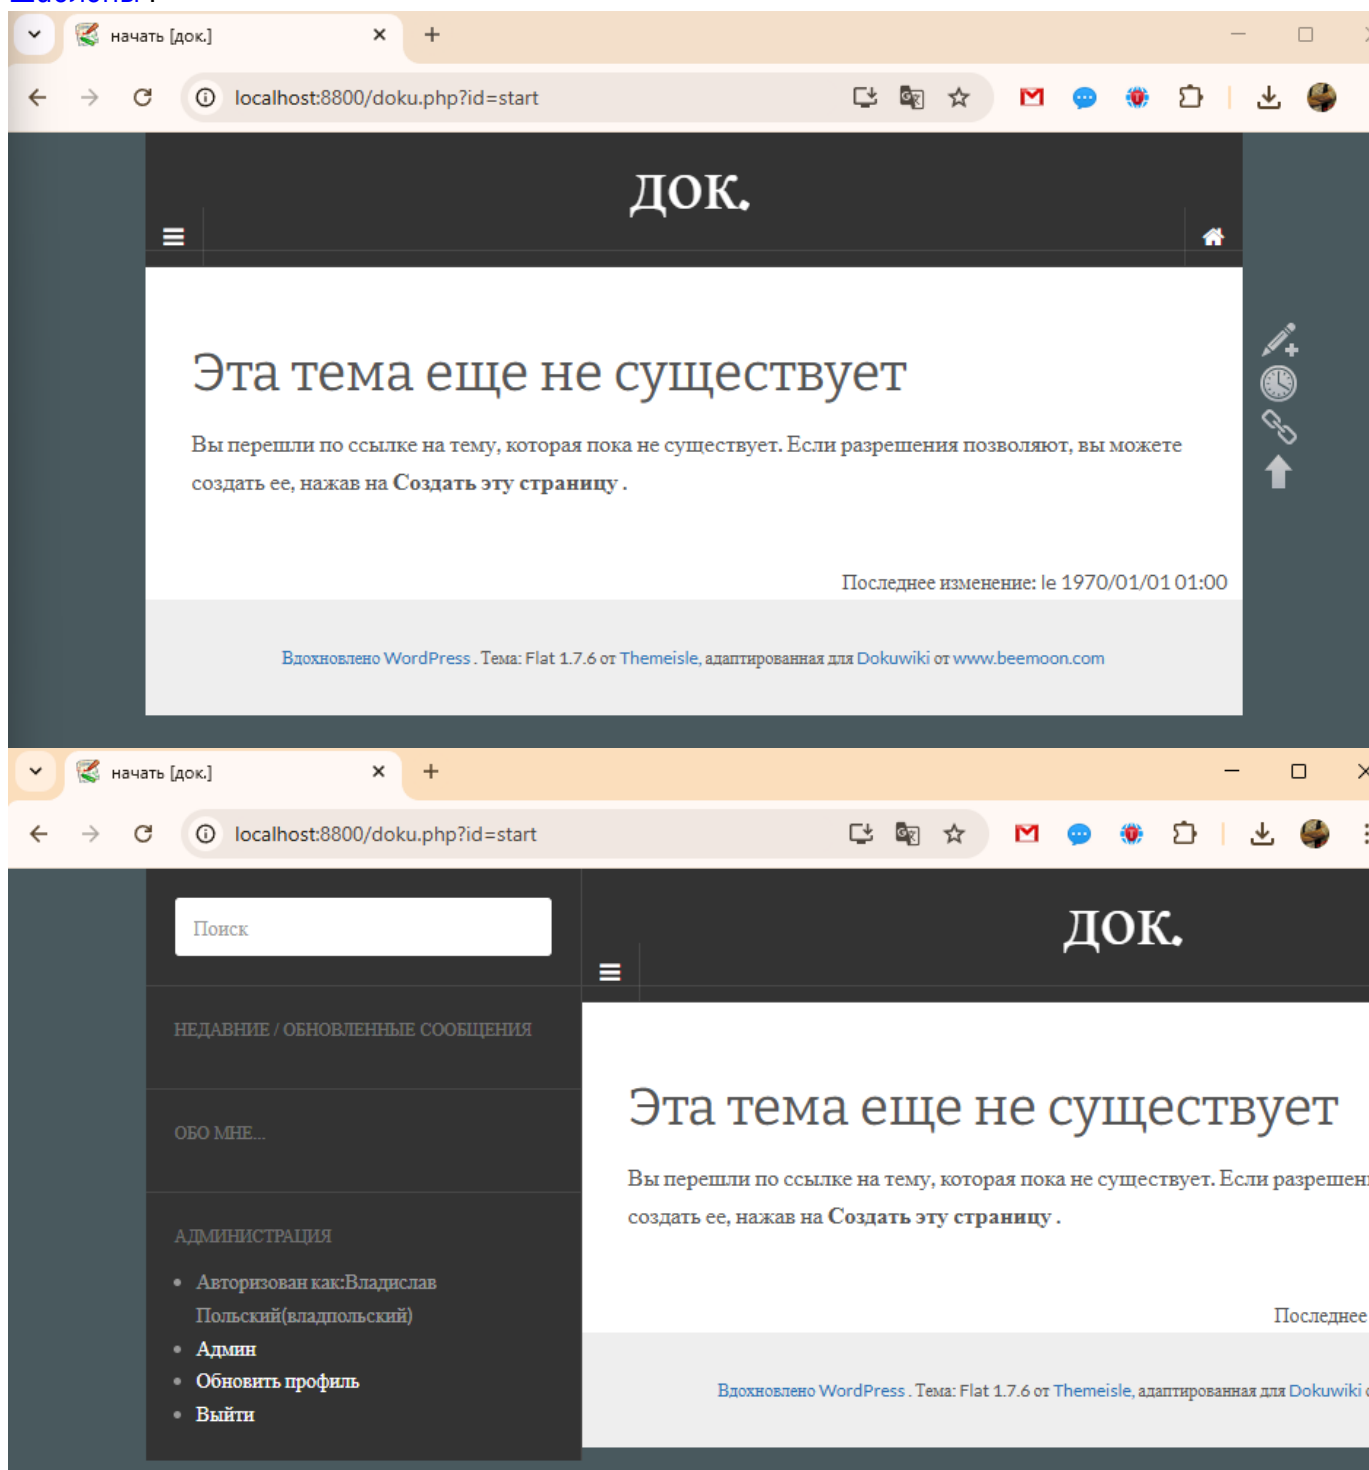 Шаблоны .
начать [док.]
localhost:8800/doku.php?id=start
док.
Эта тема еще не существует
Вы перешли по ссылке на тему, которая пока не существует. Если разрешения позволяют, вы можете
создать ее, нажав на Создать эту страницу .
Последнее изменение: le 1970/01/01 01:00
Вдохновлено WordPress . Тема: Flat 1.7.6 от Themeisle, адаптированная для Dokuwiki от www.beemoon.com
начать [док.]
localhost:8800/doku.php?id=start
Поиск
док.
НЕДАВНИЕ / ОБНОВЛЕННЫЕ СООБЩЕНИЯ
Эта тема еще не существует
ОБО МНЕ...
Вы перешли по ссылке на тему, которая пока не существует. Если
создать ее, нажав на Создать эту страницу .
АДМИНИСТРАЦИЯ
Авторизован как:Владислав
Польский(владпольский)
Админ
Обновить профиль
Выйти
Последнее
Вдохновлено WordPress . Тема: Flat 1.7.6 от Themeisle, адаптированная для Dokuwiki